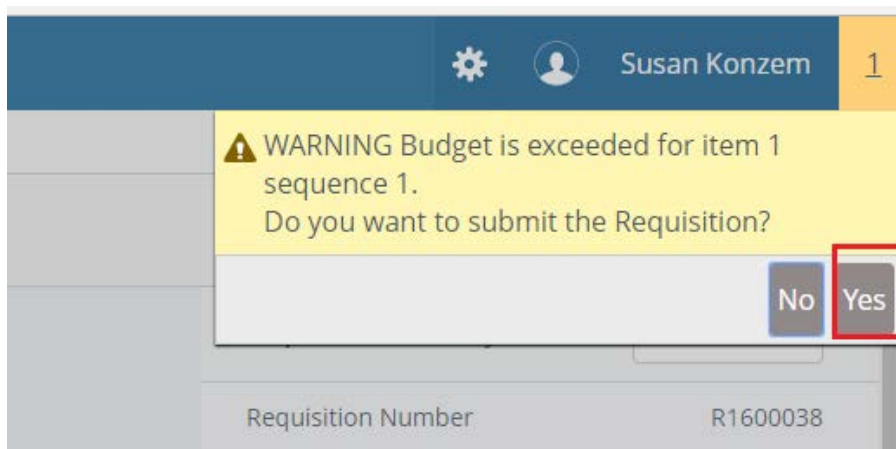 Susan Konzem 1
WARNING Budget is exceeded for item 1
sequence 1.
Do you want to submit the Requisition?
No Yes
Requisition Number R1600038